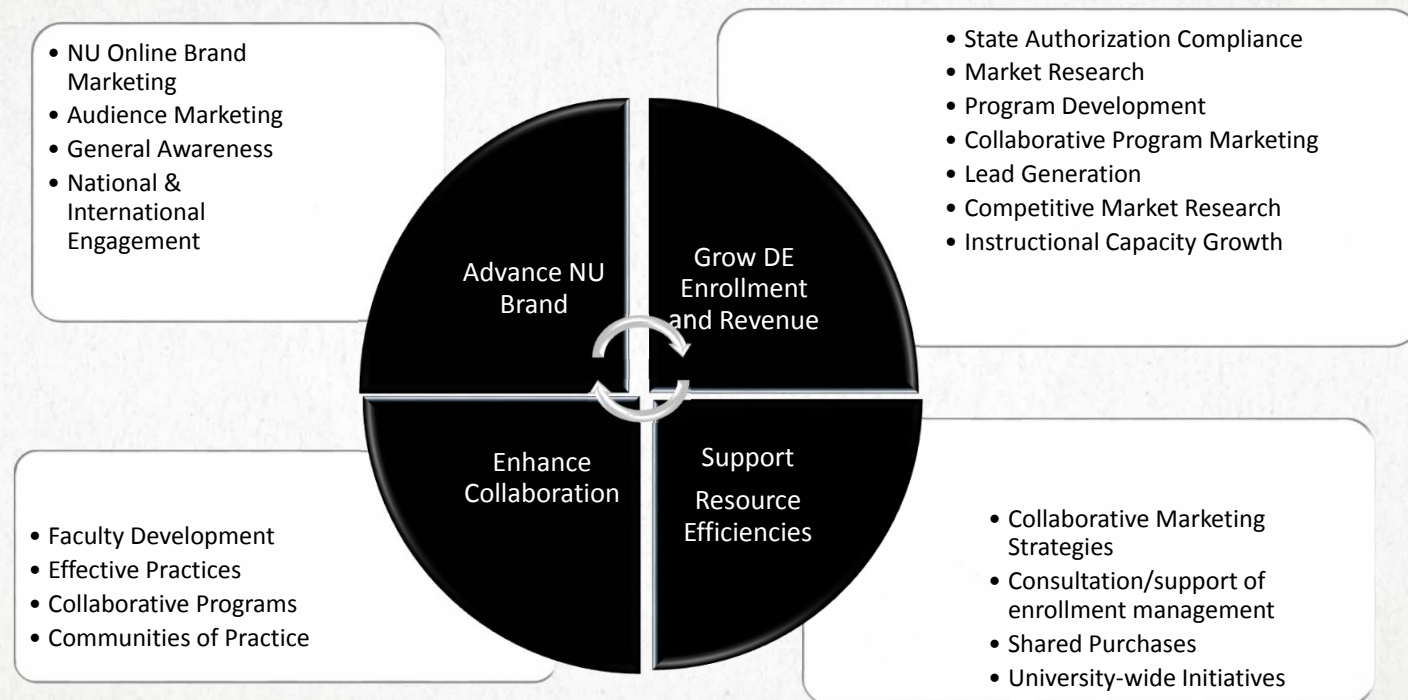 • NU Online Brand
Marketing
• Audience Marketing
• General Awareness
• National &
International
Engagement
• State Authorization Compliance
• Market Research
• Program Development
• Collaborative Program Marketing
• Lead Generation
• Competitive Market Research
• Instructional Capacity Growth
Advance NU
Brand
Grow DE
Enrollment
and Revenue
Enhance
Collaboration
Support
Resource
Efficiencies
• Faculty Development
• Effective Practices
• Collaborative Programs
• Communities of Practice
• Collaborative Marketing
Strategies
• Consultation/support of
enrollment management
• Shared Purchases
• University-wide Initiatives